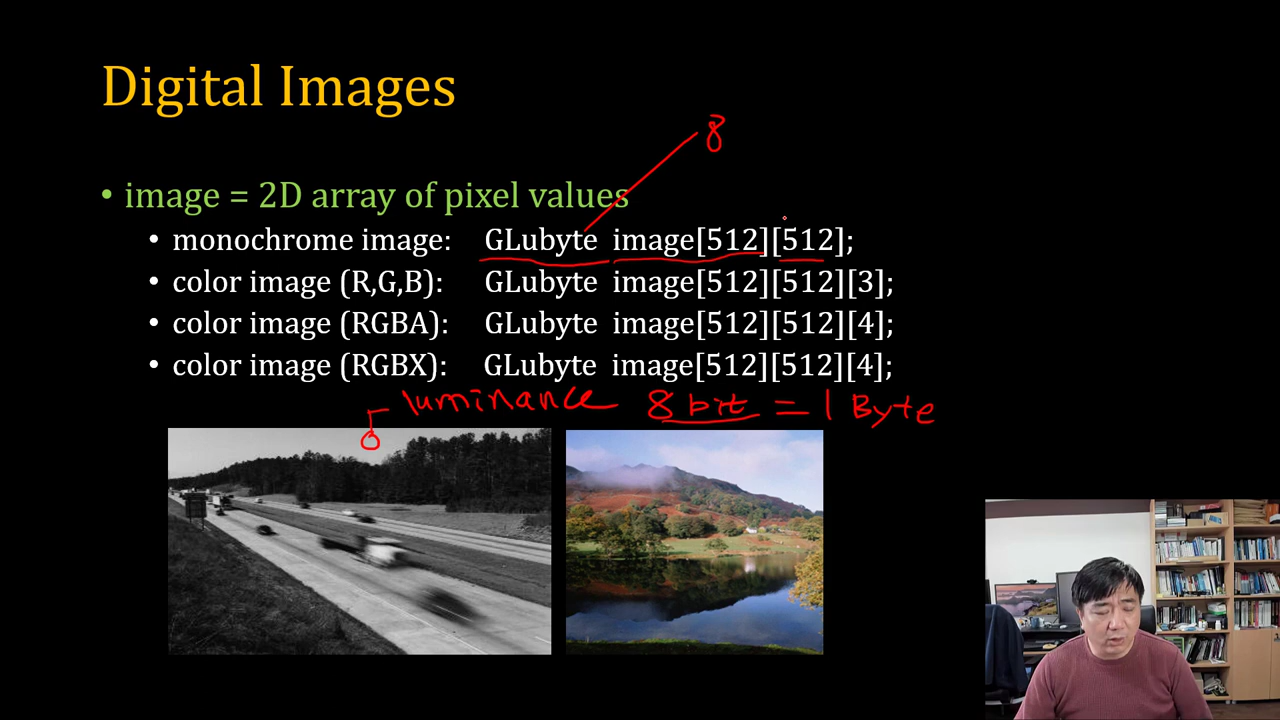 Digital Images
8
• image = 2D array of pixel values
• monochrome image: GLubyte image[512][512];
• color image (R,G,B): GLubyte image[512][512][3];
• color image (RGBA): GLubyte image[512][512][4];
• color image (RGBX): GLubyte image[512][512][4];
luminance 8 bit = 1 Byte